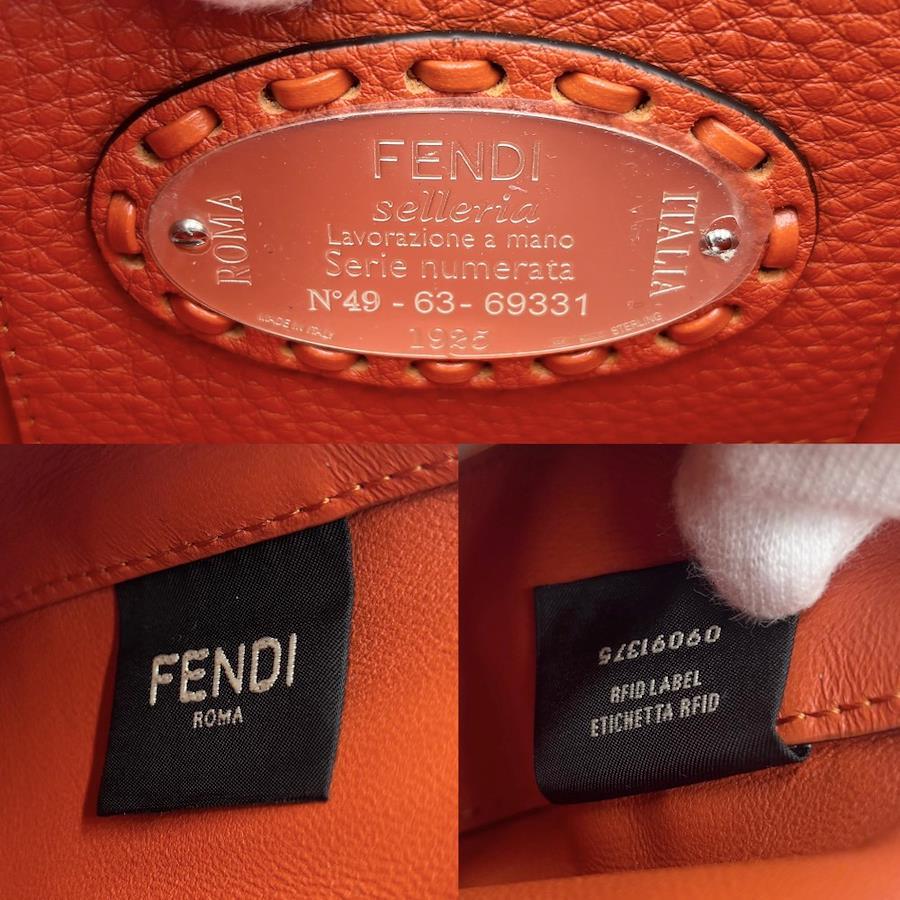 FENDI
selleria
ROMA
ITALIA
Lavorazione a mano
Serie numerata
N°49 - 63- 69331
MADE IN ITALY
1925
STERLING
FENDI
ROMA
09091375
RFID LABEL
ETICHETTA RFID